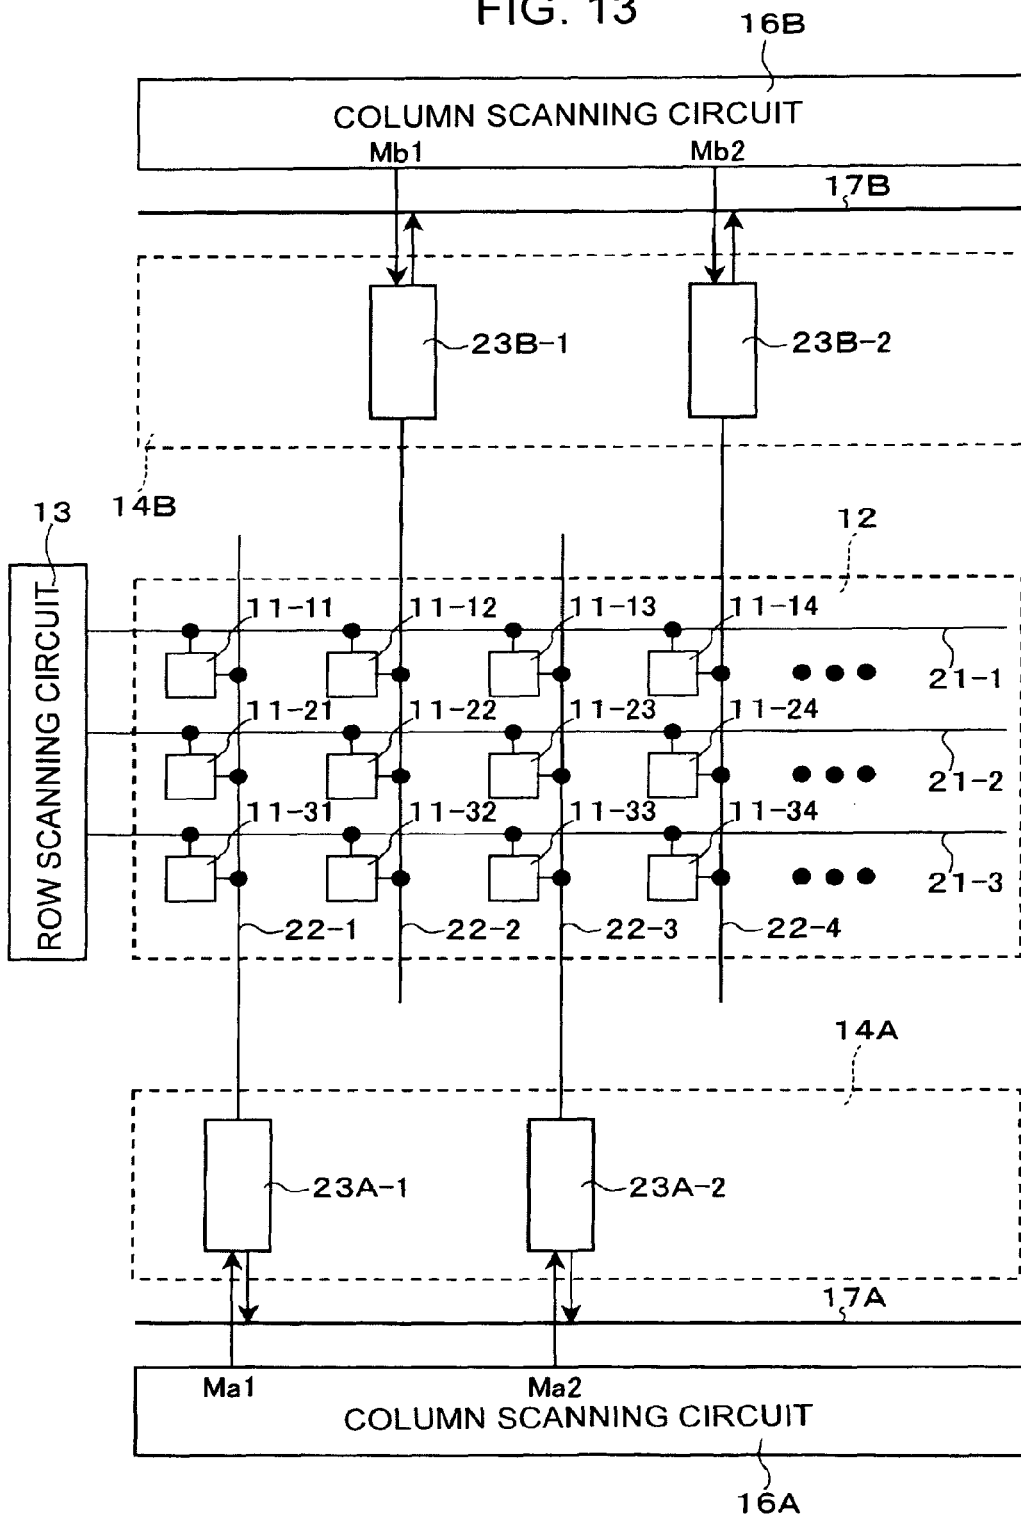 FIG. 13
16B
COLUMN SCANNING CIRCUIT
Mb1 Mb2
17B
23B-1 23B-2
14B
13 12
ROW SCANNING CIRCUIT
11-11 11-12 11-13 11-14
21-1
11-21 11-22 11-23 11-24
21-2
11-31 11-32 11-33 11-34
21-3
22-1 22-2 22-3 22-4
14A
23A-1 23A-2
17A
Ma1 Ma2
COLUMN SCANNING CIRCUIT
16A